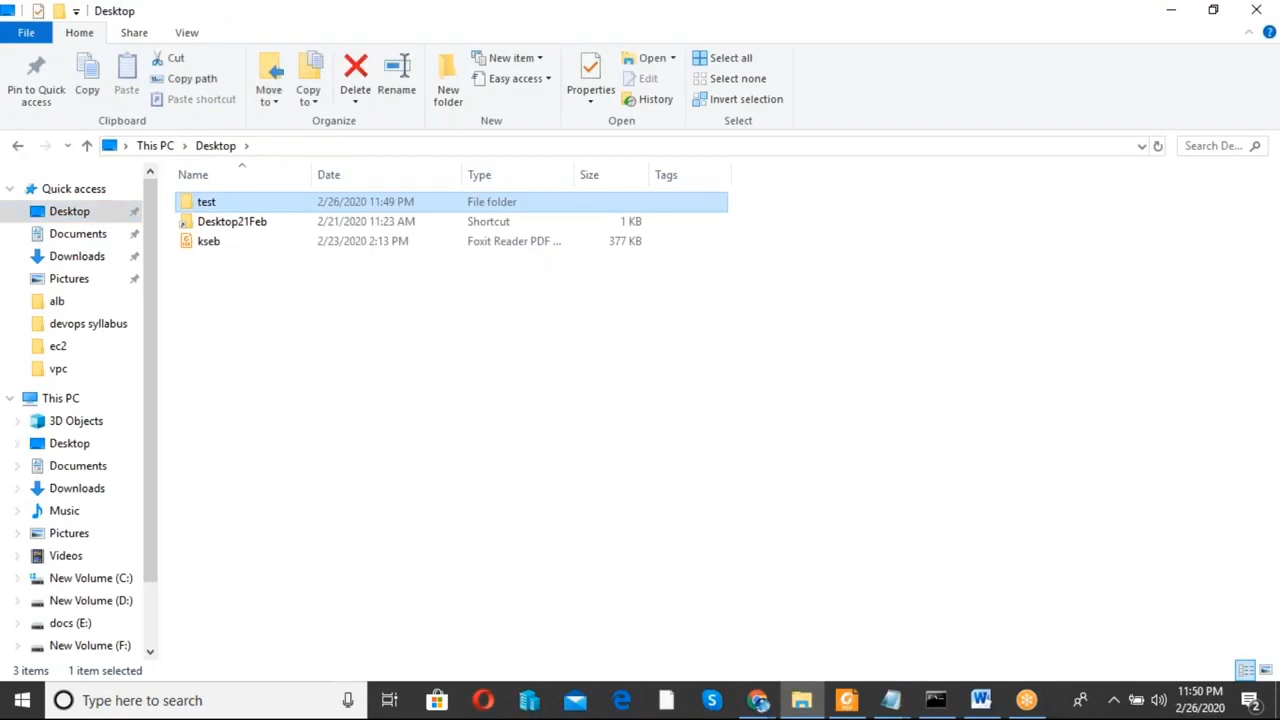 Desktop
File Home Share View
Pin to Quick access
Copy
Paste
Cut
Copy path
Paste shortcut
Clipboard
Move to
Copy to
Delete
Rename
Organize
New folder
New item
Easy access
New
Properties
Open
Edit
History
Open
Select all
Select none
Invert selection
Select
This PC Desktop
Search De...
Name Date Type Size Tags
test 2/26/2020 11:49 PM File folder
Desktop21Feb 2/21/2020 11:23 AM Shortcut 1 KB
kseb 2/23/2020 2:13 PM Foxit Reader PDF ... 377 KB
Quick access
Desktop
Documents
Downloads
Pictures
alb
devops syllabus
ec2
vpc
This PC
3D Objects
Desktop
Documents
Downloads
Music
Pictures
Videos
New Volume (C:)
New Volume (D:)
docs (E:)
New Volume (F:)
3 items 1 item selected
Type here to search
11:50 PM
2/26/2020
2